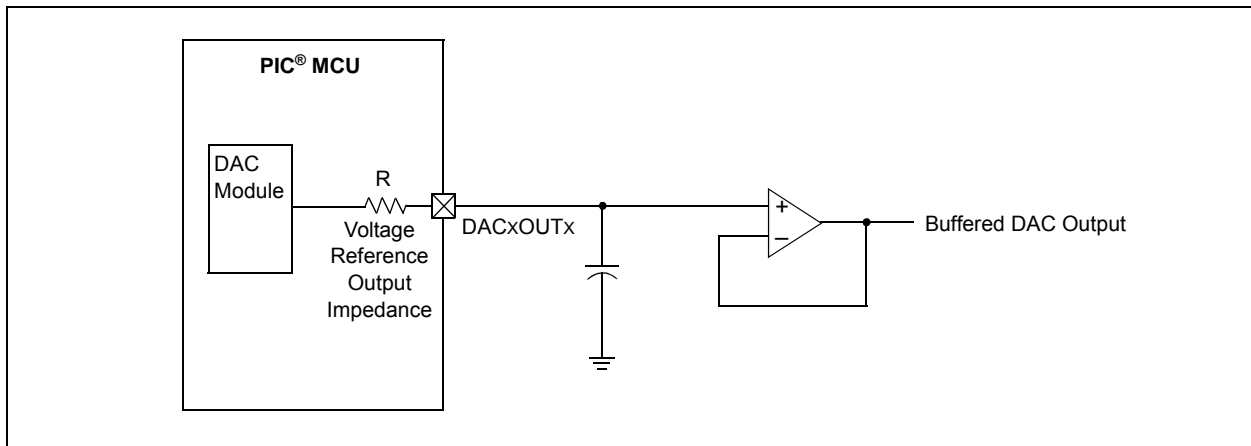 PIC® MCU
DAC
Module
R
Voltage
Reference
Output
Impedance
DACxOUTx
+
–
Buffered DAC Output